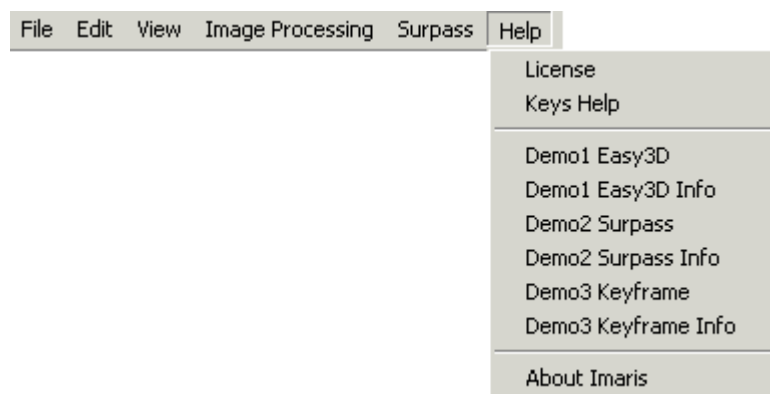 File Edit View Image Processing Surpass Help
License
Keys Help
Demo1 Easy3D
Demo1 Easy3D Info
Demo2 Surpass
Demo2 Surpass Info
Demo3 Keyframe
Demo3 Keyframe Info
About Imaris